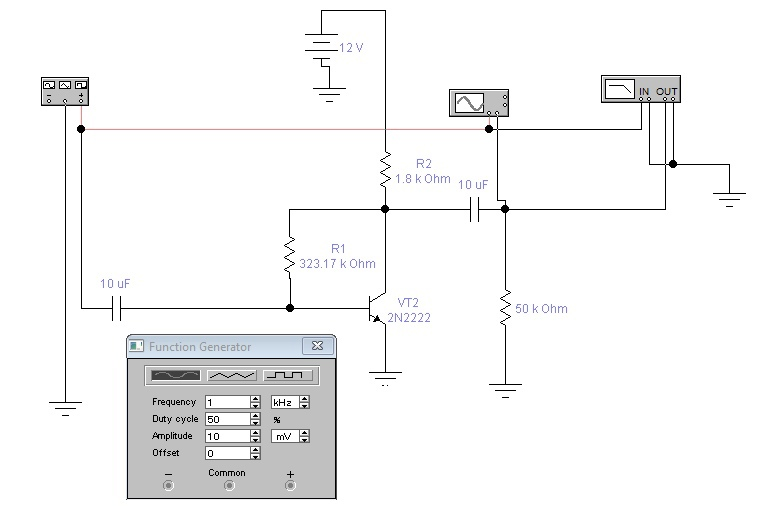 12 V
IN OUT
R2
1.8 k Ohm
10 uF
R1
323.17 k Ohm
10 uF
VT2
2N2222
50 k Ohm
Function Generator
Frequency 1 kHz
Duty cycle 50 %
Amplitude 10 mV
Offset 0
− Common +